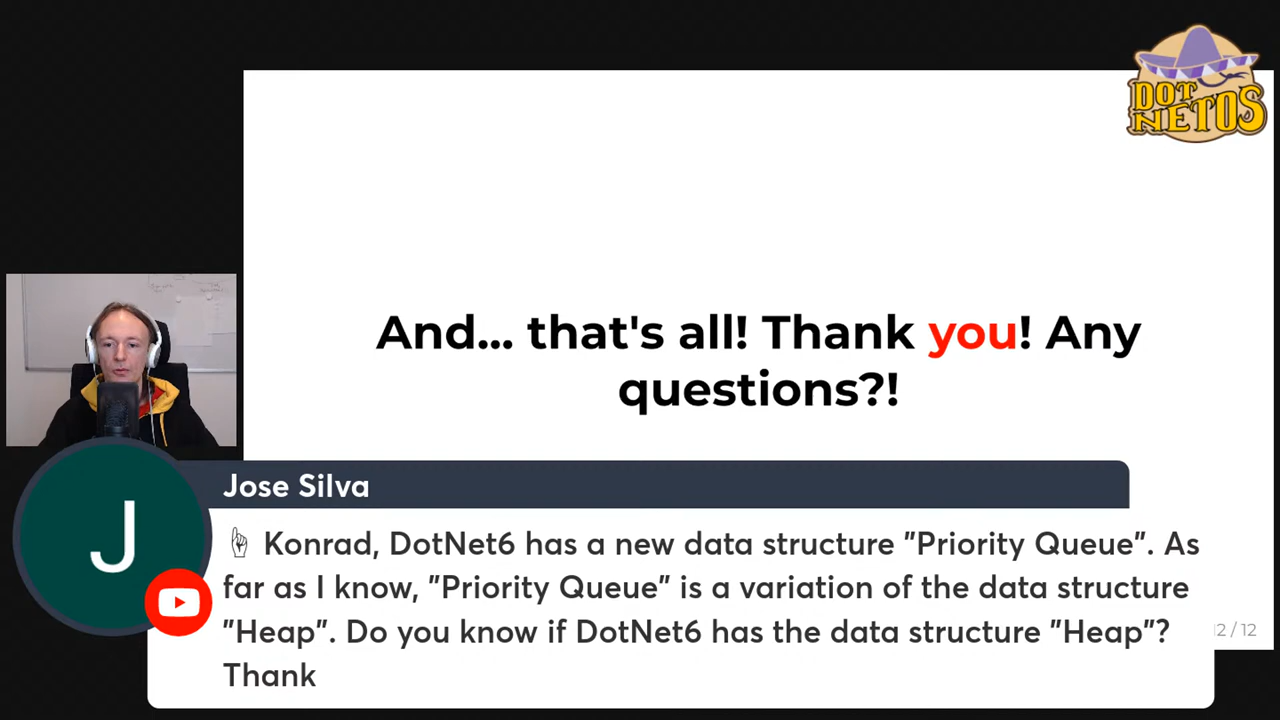 DOT
NETOS
And... that's all! Thank you! Any
questions?!
J
Jose Silva
☝ Konrad, DotNet6 has a new data structure "Priority Queue". As
far as I know, "Priority Queue" is a variation of the data structure
"Heap". Do you know if DotNet6 has the data structure "Heap"?
Thank
12 / 12